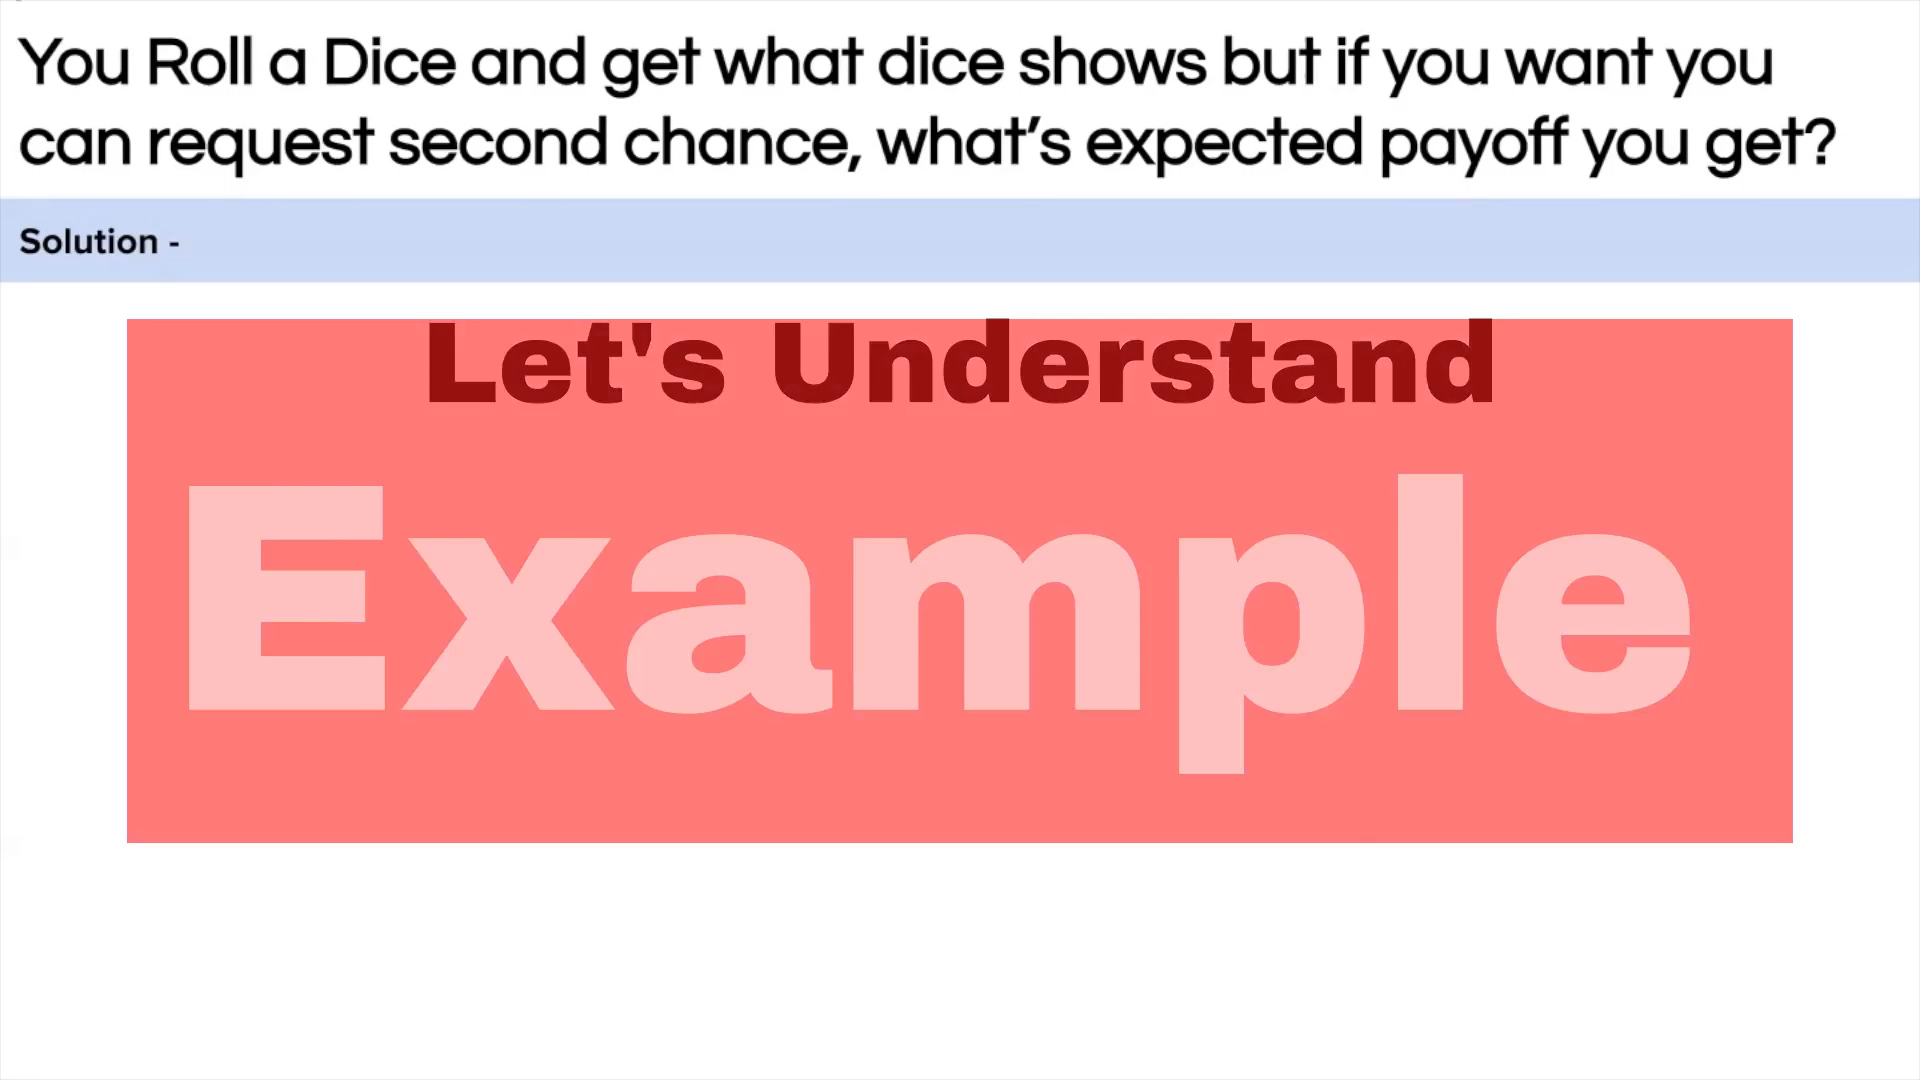 You Roll a Dice and get what dice shows but if you want you
can request second chance, what’s expected payoff you get?
Solution -
Let's Understand
Example